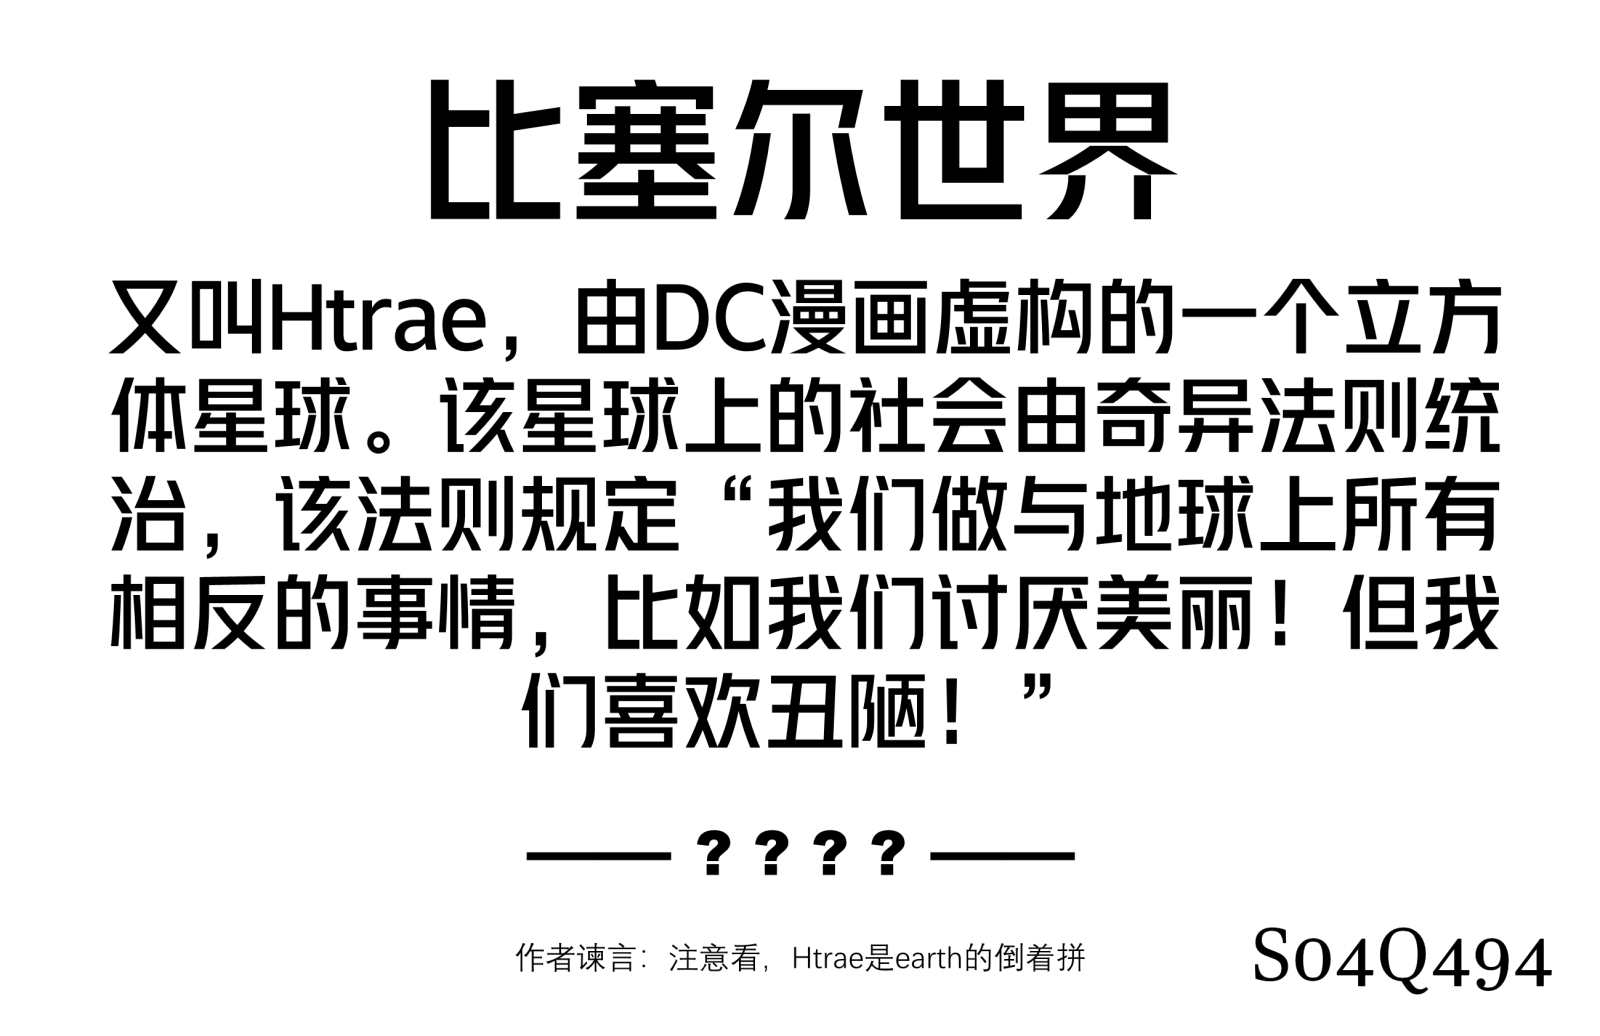 比塞尔世界
又叫Htrae，由DC漫画虚构的一个立方
体星球。该星球上的社会由奇异法则统
治，该法则规定“我们做与地球上所有
相反的事情，比如我们讨厌美丽！但我
们喜欢丑陋！”
——????——
作者谏言：注意看，Htrae是earth的倒着拼
So4Q494